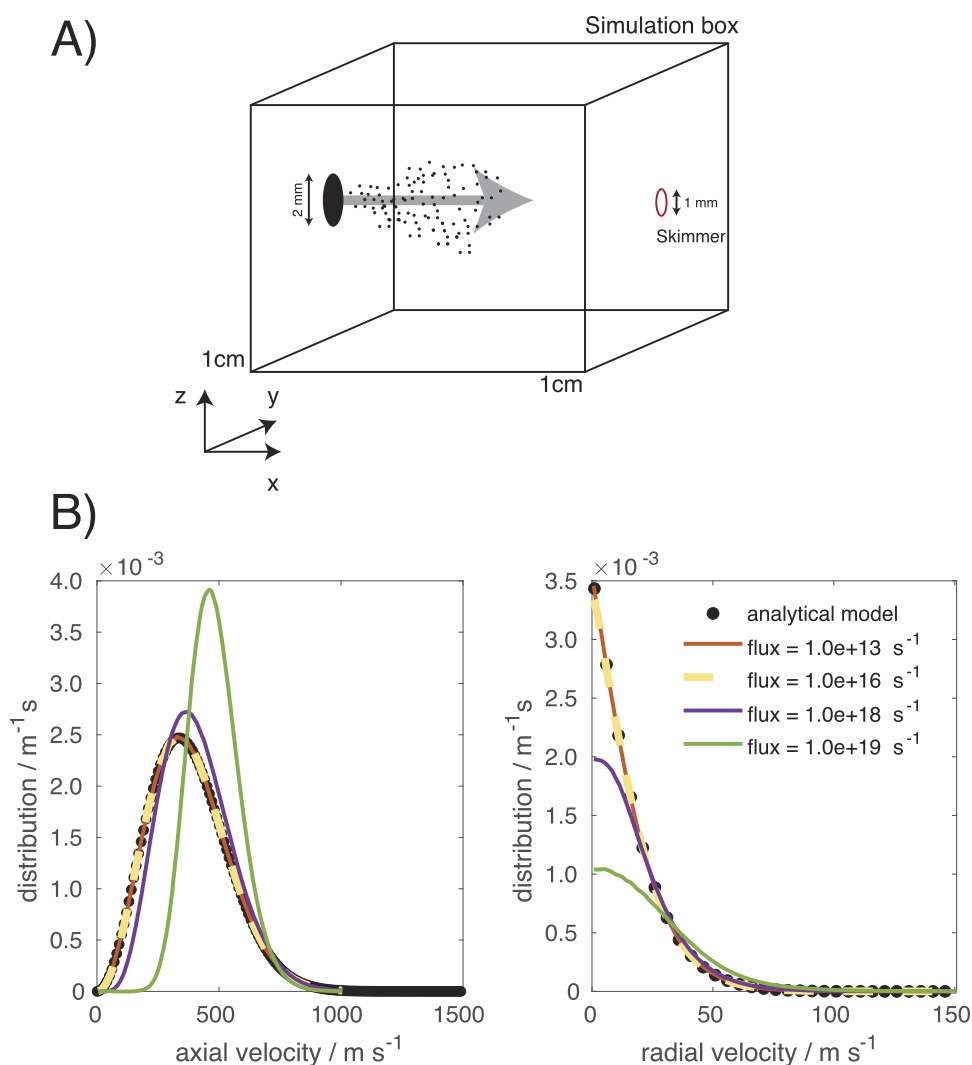 A)
Simulation box
2 mm
1 mm
Skimmer
1cm
1cm
z
y
x
B)
×10 -3
4.0
3.5
3.0
2.5
2.0
1.5
1.0
0.5
0
0
500
1000
1500
distribution / m-1s
axial velocity / m s-1
×10 -3
3.5
3.0
2.5
2.0
1.5
1.0
0.5
0
0
50
100
150
distribution / m-1s
radial velocity / m s-1
analytical model
flux = 1.0e+13 s-1
flux = 1.0e+16 s-1
flux = 1.0e+18 s-1
flux = 1.0e+19 s-1